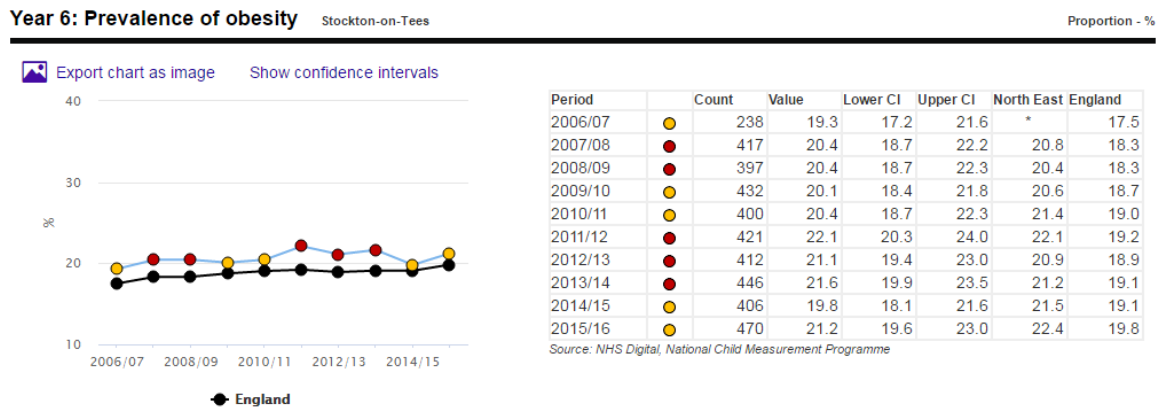 Year 6: Prevalence of obesity Stockton-on-Tees Proportion - %
Export chart as image Show confidence intervals
40
30
%
20
10
2006/07 2008/09 2010/11 2012/13 2014/15
England
Period Count Value Lower CI Upper CI North East England
2006/07 238 19.3 17.2 21.6 * 17.5
2007/08 417 20.4 18.7 22.2 20.8 18.3
2008/09 397 20.4 18.7 22.3 20.4 18.3
2009/10 432 20.1 18.4 21.8 20.6 18.7
2010/11 400 20.4 18.7 22.3 21.4 19.0
2011/12 421 22.1 20.3 24.0 22.1 19.2
2012/13 412 21.1 19.4 23.0 20.9 18.9
2013/14 446 21.6 19.9 23.5 21.2 19.1
2014/15 406 19.8 18.1 21.6 21.5 19.1
2015/16 470 21.2 19.6 23.0 22.4 19.8
Source: NHS Digital, National Child Measurement Programme